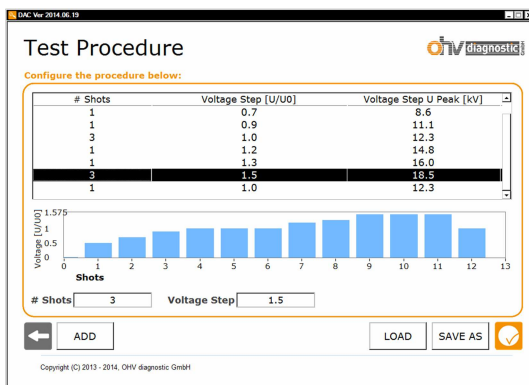 DAC Ver 2014.06.19
Test Procedure
ohv diagnostic GmbH
Configure the procedure below:
# Shots Voltage Step [U/U0] Voltage Step U Peak [kV]
1 0.7 8.6
1 0.9 11.1
3 1.0 12.3
1 1.2 14.8
1 1.3 16.0
3 1.5 18.5
1 1.0 12.3
Voltage [U/U0]
1.575
1
0.5
0
0 1 2 3 4 5 6 7 8 9 10 11 12 13
Shots
# Shots 3 Voltage Step 1.5
ADD LOAD SAVE AS
Copyright (C) 2013 - 2014, OHV diagnostic GmbH